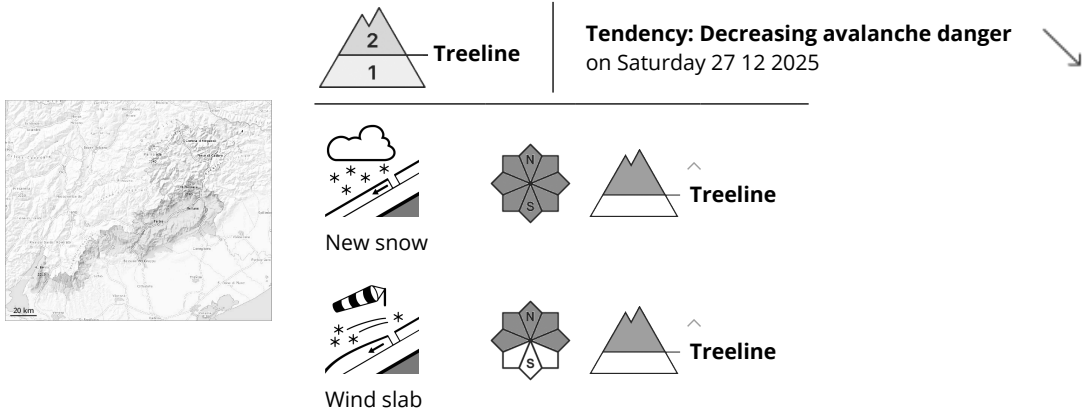 2
Treeline
1
Tendency: Decreasing avalanche danger
on Saturday 27 12 2025
20 km
N
S
Treeline
New snow
N
S
Treeline
Wind slab